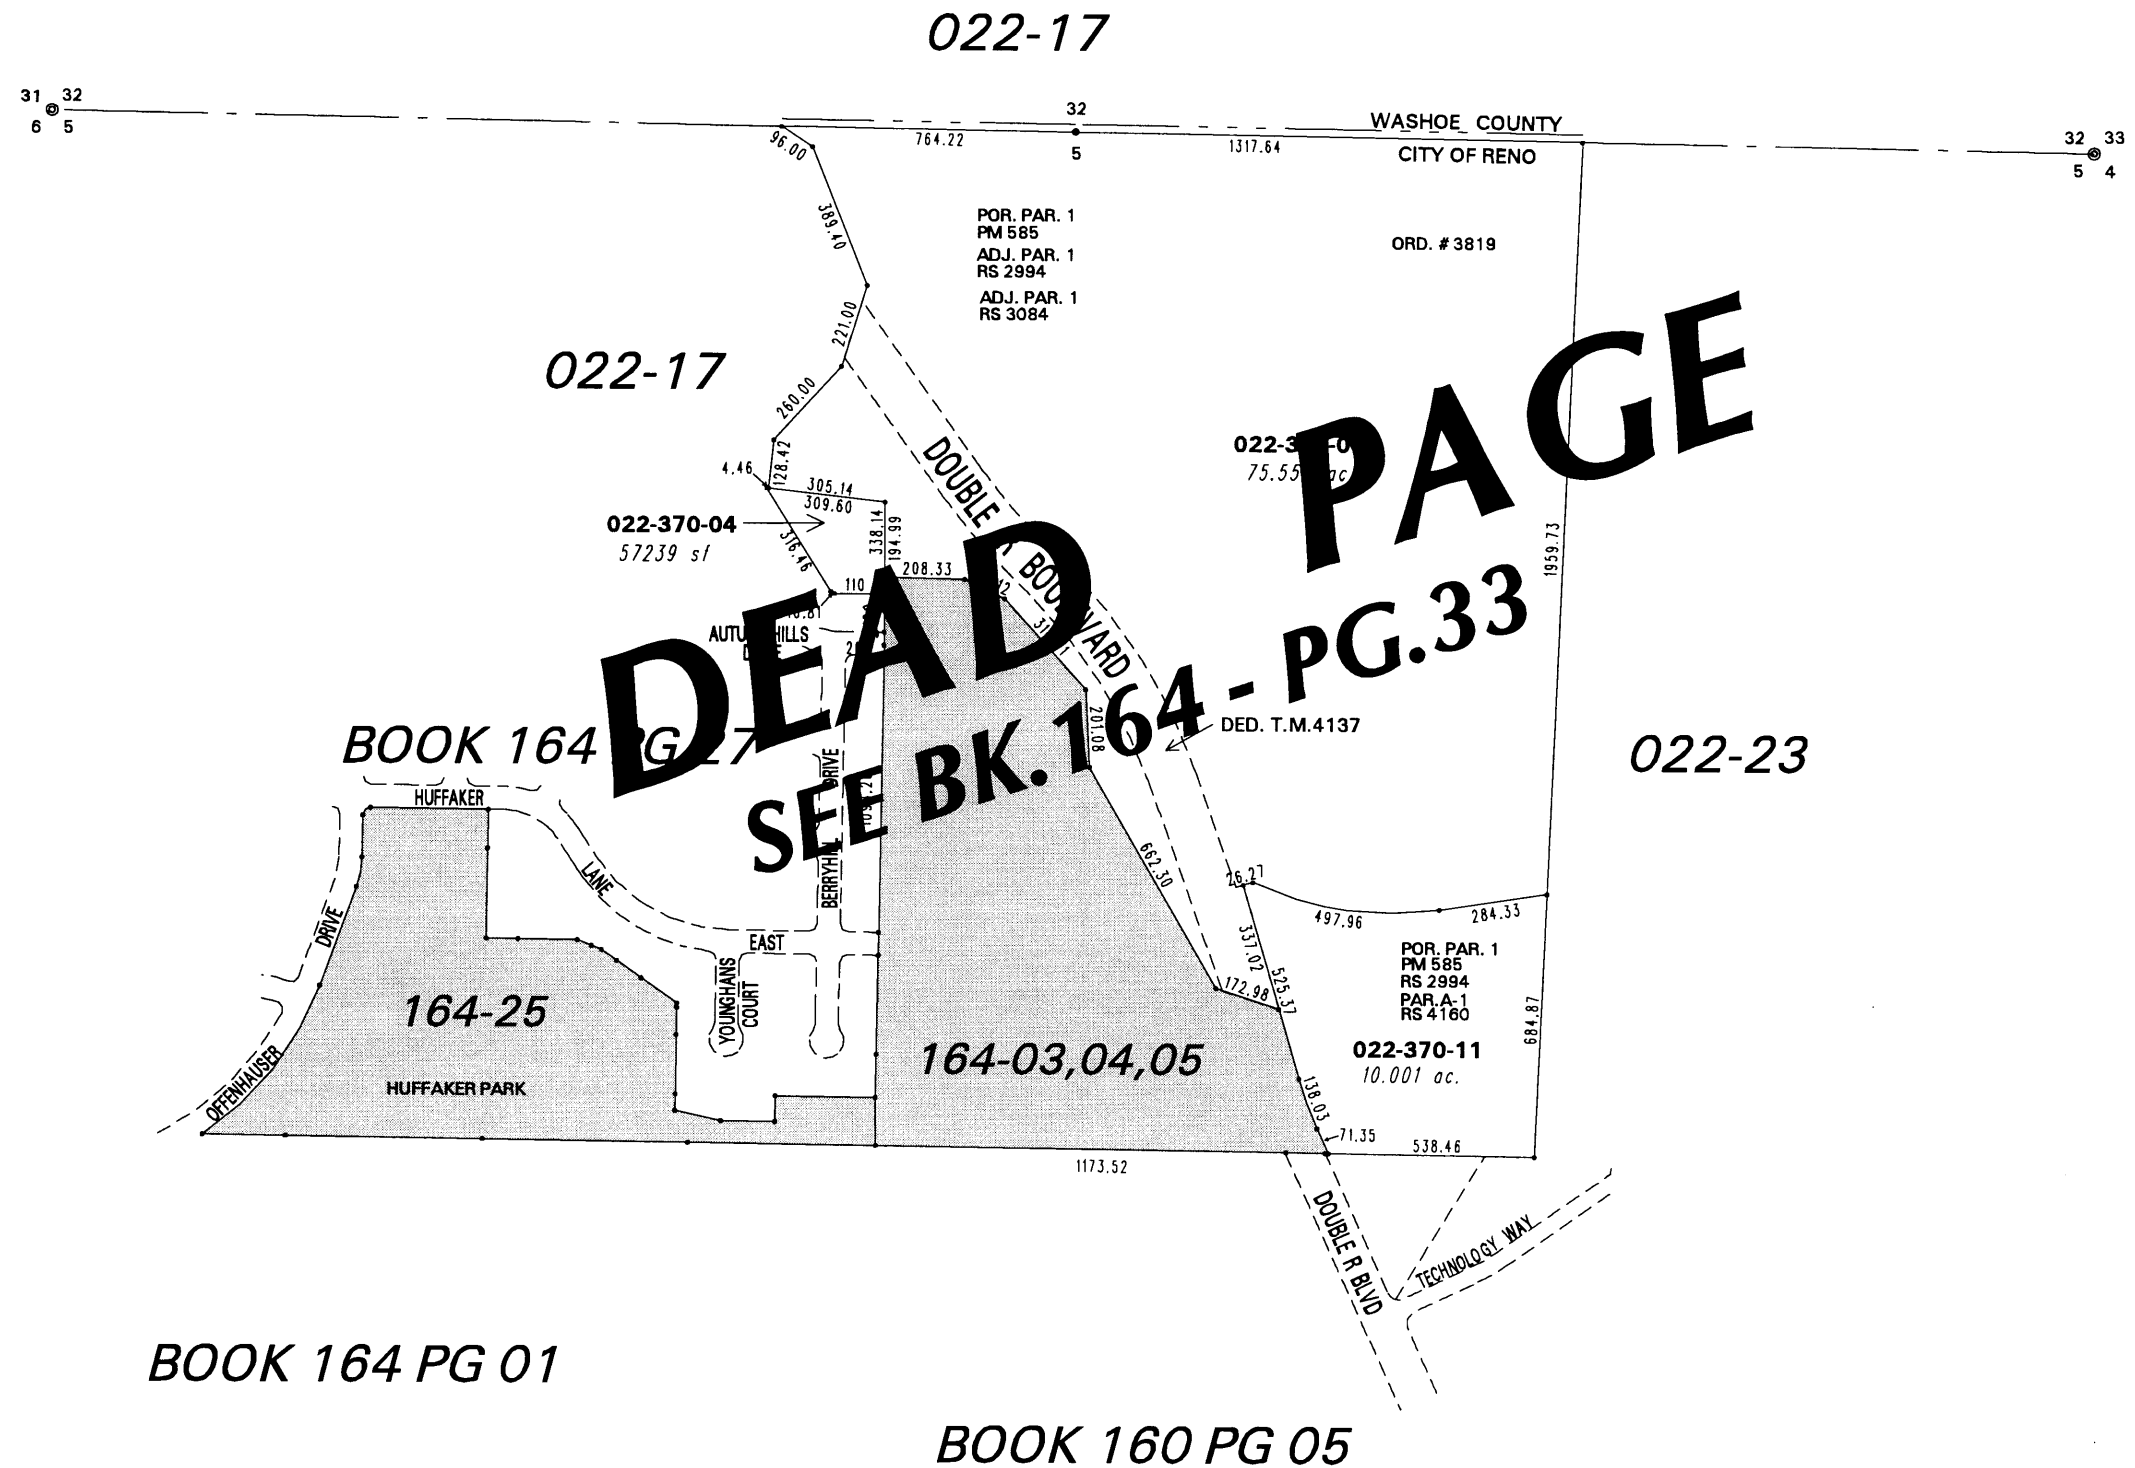 022-17
31 32
6 5
32
5
WASHOE COUNTY
CITY OF RENO
32 33
5 4
96.00
764.22
1317.64
389.40
POR. PAR. 1
PM 585
ADJ. PAR. 1
RS 2994
ADJ. PAR. 1
RS 3084
ORD. # 3819
221.00
022-17
260.00
128.42
4.46
305.14
309.60
022-370-04
57239 sf
316.46
338.14
194.99
110
208.33
DOUBLE R BOULEVARD
1959.73
DEAD PAGE
SEE BK. 164 - PG. 33
DRIVE
201.08
DED. T.M.4137
022-23
BOOK 164 PG 27
HUFFAKER
LANE
EAST
BERRYHILL DRIVE
YOUNGHANS
COURT
662.30
26.27
497.96
284.33
337.02
525.37
172.98
POR. PAR. 1
PM 585
RS 2994
PAR.A-1
RS 4160
022-370-11
10.001 ac.
684.87
DRIVE
OFFENHAUSER
164-25
HUFFAKER PARK
164-03,04,05
138.03
71.35
538.46
1173.52
DOUBLE R BLVD
TECHNOLOGY WAY
BOOK 164 PG 01
BOOK 160 PG 05